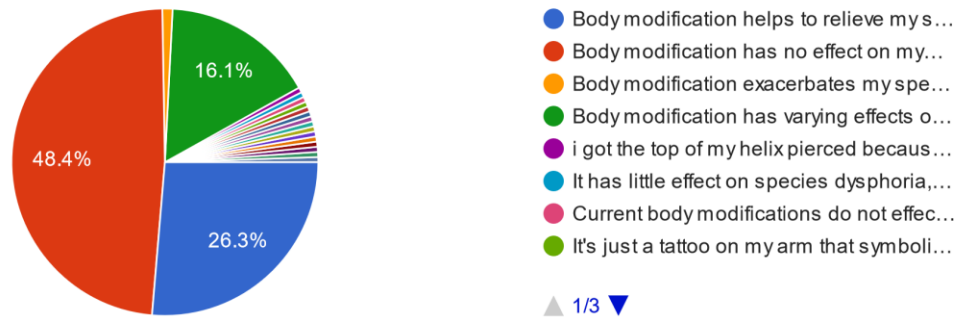 16.1%
48.4%
26.3%
Body modification helps to relieve my s…
Body modification has no effect on my…
Body modification exacerbates my spe…
Body modification has varying effects o…
i got the top of my helix pierced becaus…
It has little effect on species dysphoria,…
Current body modifications do not effec…
It's just a tattoo on my arm that symboli…
1/3